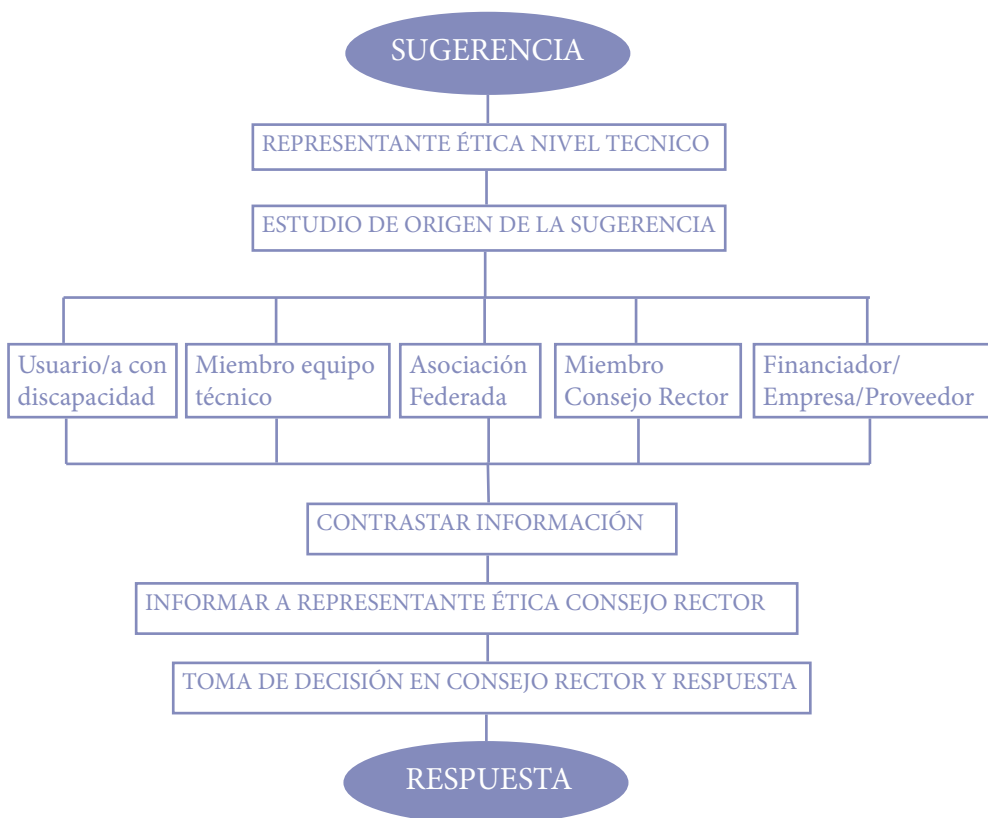 SUGERENCIA
REPRESENTANTE ÉTICA NIVEL TECNICO
ESTUDIO DE ORIGEN DE LA SUGERENCIA
Usuario/a con
discapacidad
Miembro equipo
técnico
Asociación
Federada
Miembro
Consejo Rector
Financiador/
Empresa/Proveedor
CONTRASTAR INFORMACIÓN
INFORMAR A REPRESENTANTE ÉTICA CONSEJO RECTOR
TOMA DE DECISIÓN EN CONSEJO RECTOR Y RESPUESTA
RESPUESTA